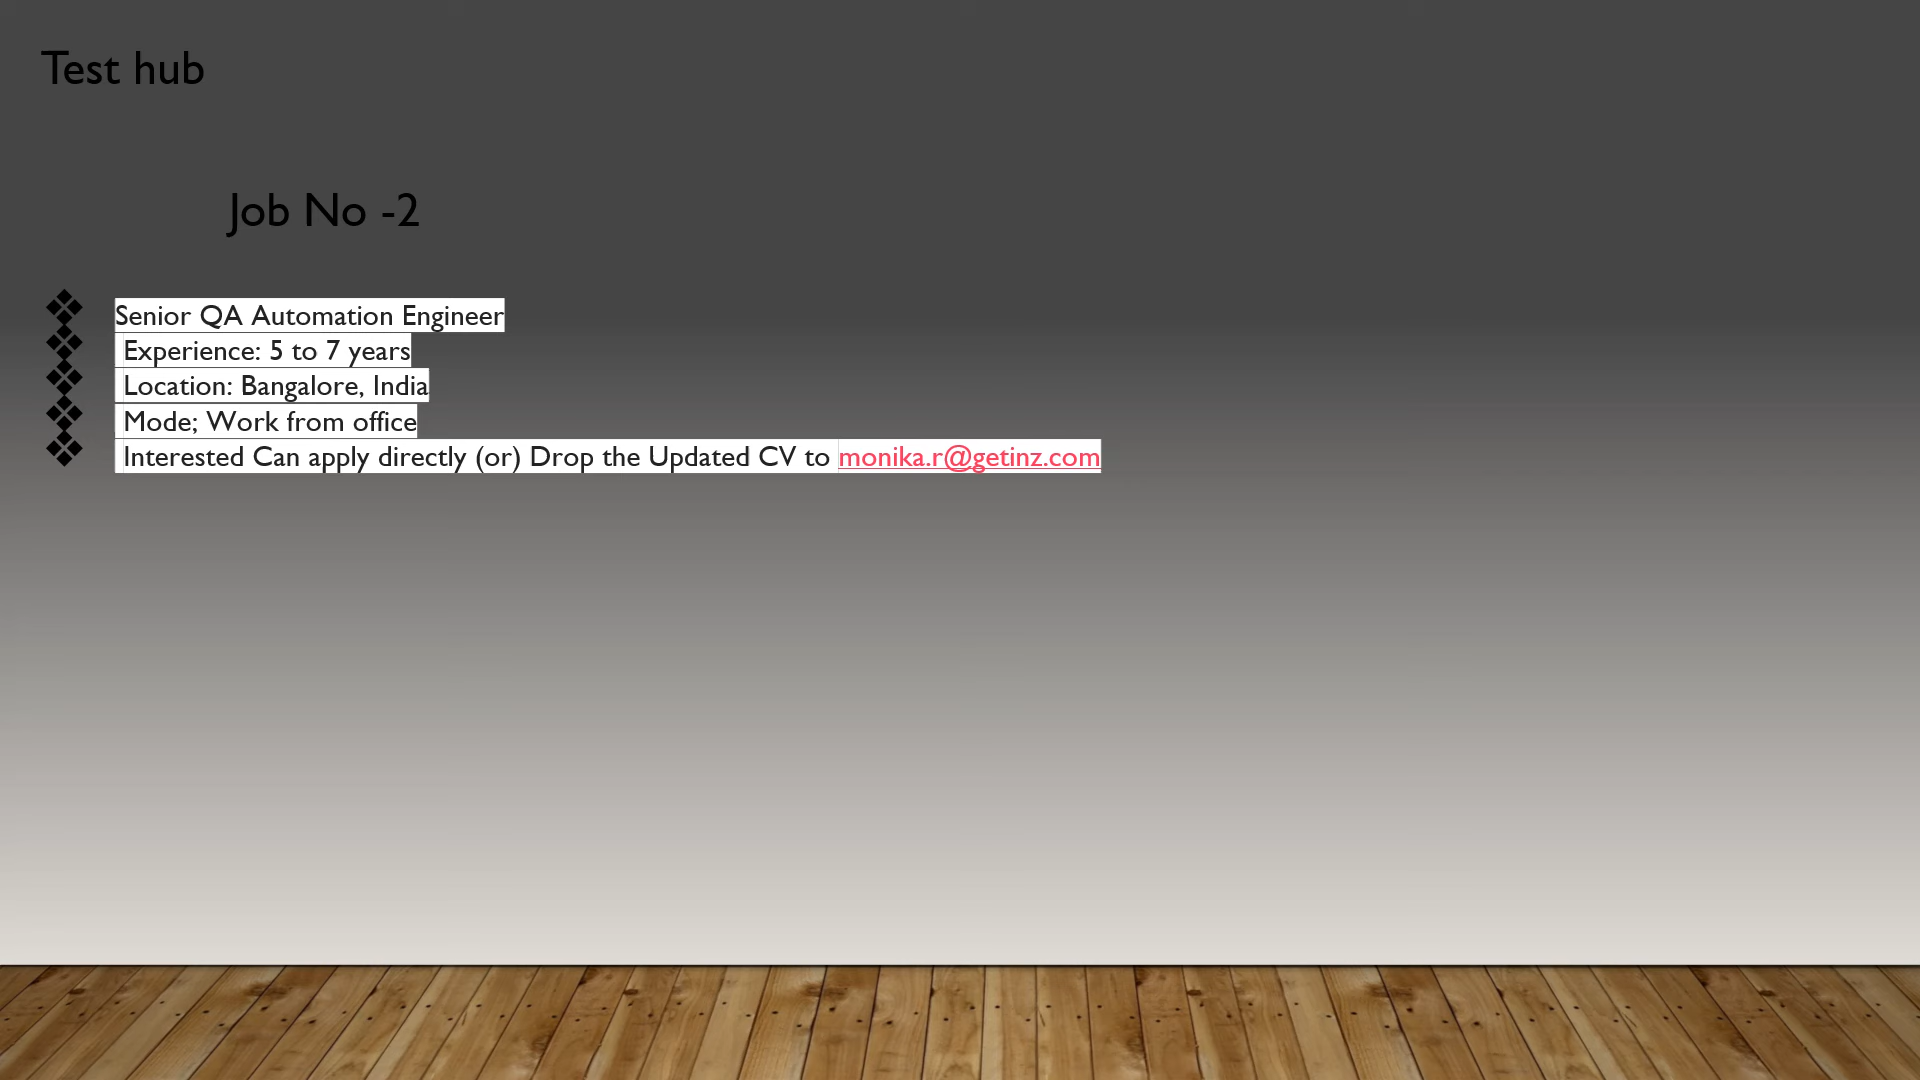 Test hub
Job No -2
Senior QA Automation Engineer
Experience: 5 to 7 years
Location: Bangalore, India
Mode; Work from office
Interested Can apply directly (or) Drop the Updated CV to monika.r@getinz.com